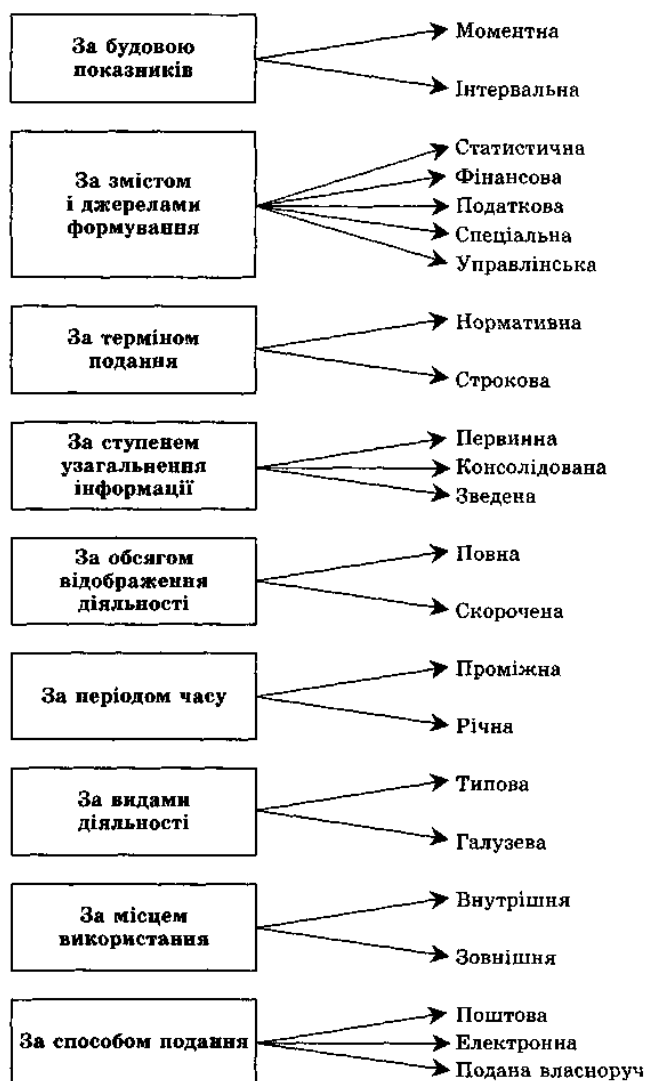 За будовою
показників
Моментна
Інтервальна
За змістом
і джерелами
формування
Статистична
Фінансова
Податкова
Спеціальна
Управлінська
За терміном
подання
Нормативна
Строкова
За ступенем
узагальнення
інформації
Первинна
Консолідована
Зведена
За обсягом
відображення
діяльності
Повна
Скорочена
За періодом часу
Проміжна
Річна
За видами
діяльності
Типова
Галузева
За місцем
використання
Внутрішня
Зовнішня
За способом подання
Поштова
Електронна
Подана власноруч